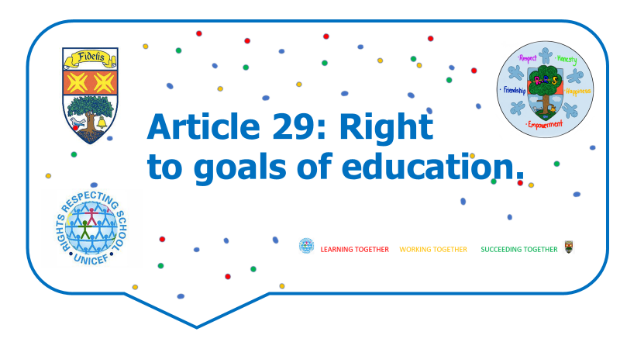 Fidelis
Respect
Honesty
Friendship
Empowerment
Article 29: Right
to goals of education.
RIGHTS RESPECTING SCHOOL
UNICEF
LEARNING TOGETHER WORKING TOGETHER SUCCEEDING TOGETHER